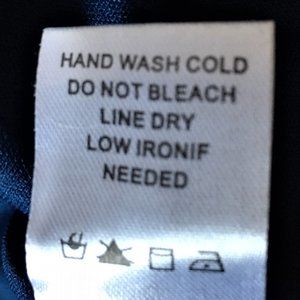 HAND WASH COLD
DO NOT BLEACH
LINE DRY
LOW IRONIF
NEEDED